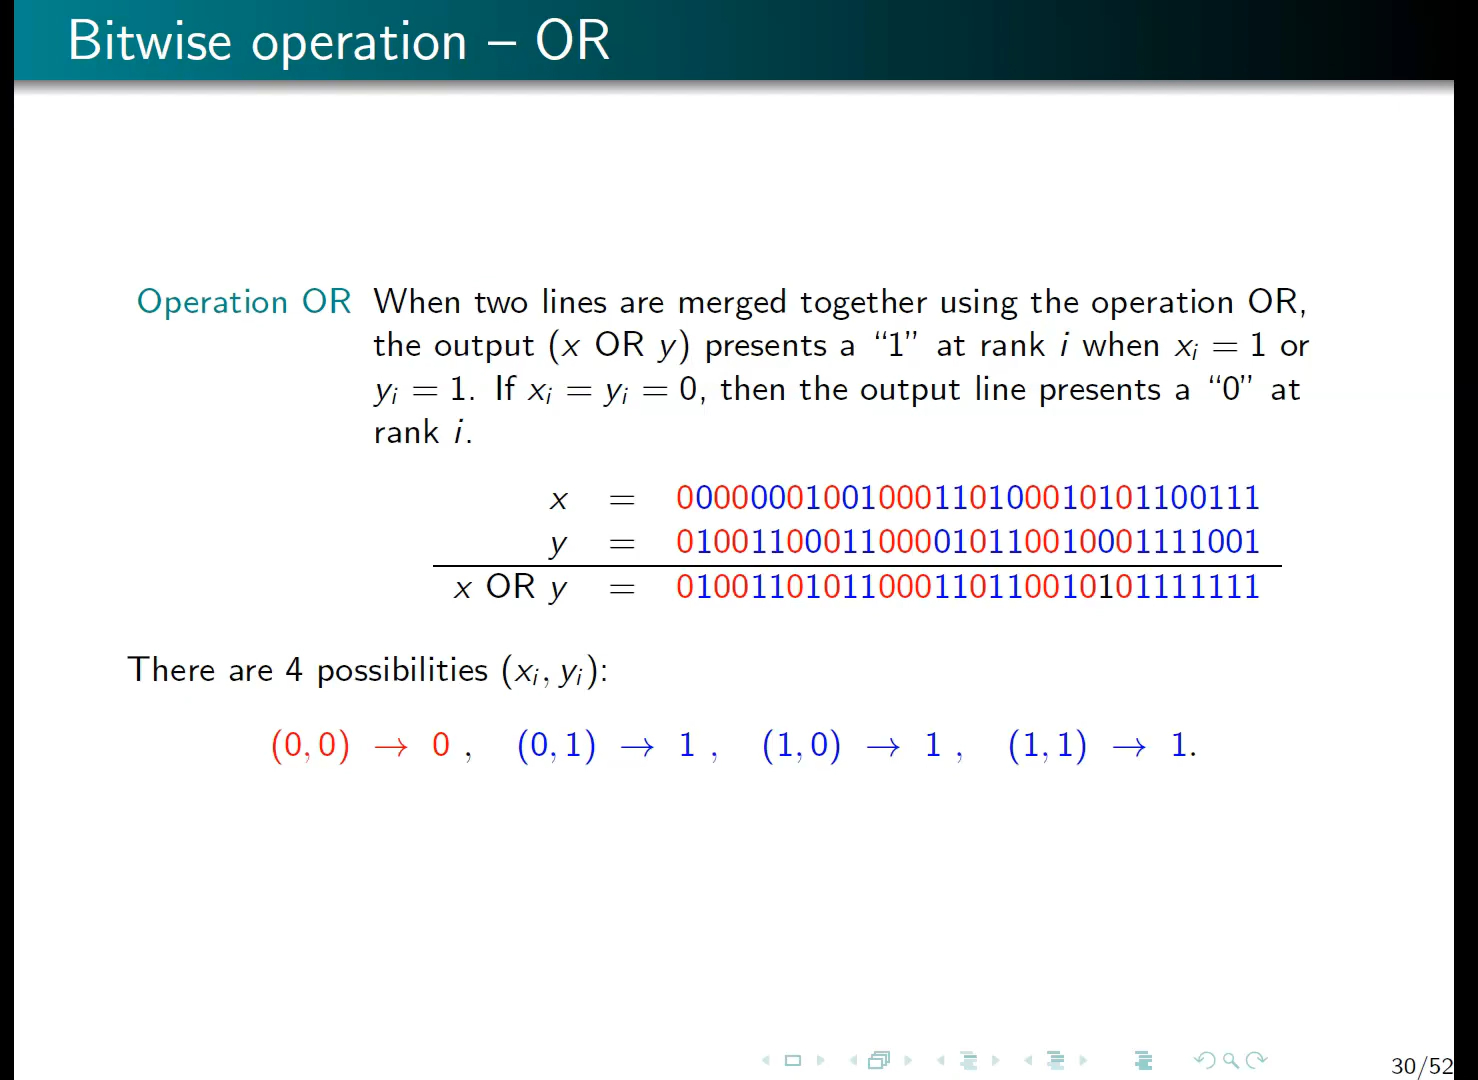 Bitwise operation – OR
Operation OR When two lines are merged together using the operation OR,
the output (x OR y) presents a “1” at rank i when xᵢ = 1 or
yᵢ = 1. If xᵢ = yᵢ = 0, then the output line presents a “0” at
rank i.
x = 00000001001000110100010101100111
y = 01001100011000010110010001111001
x OR y = 01001101011000110110010101111111
There are 4 possibilities (xᵢ, yᵢ):
(0, 0) → 0 , (0, 1) → 1 , (1, 0) → 1 , (1, 1) → 1.
30/52